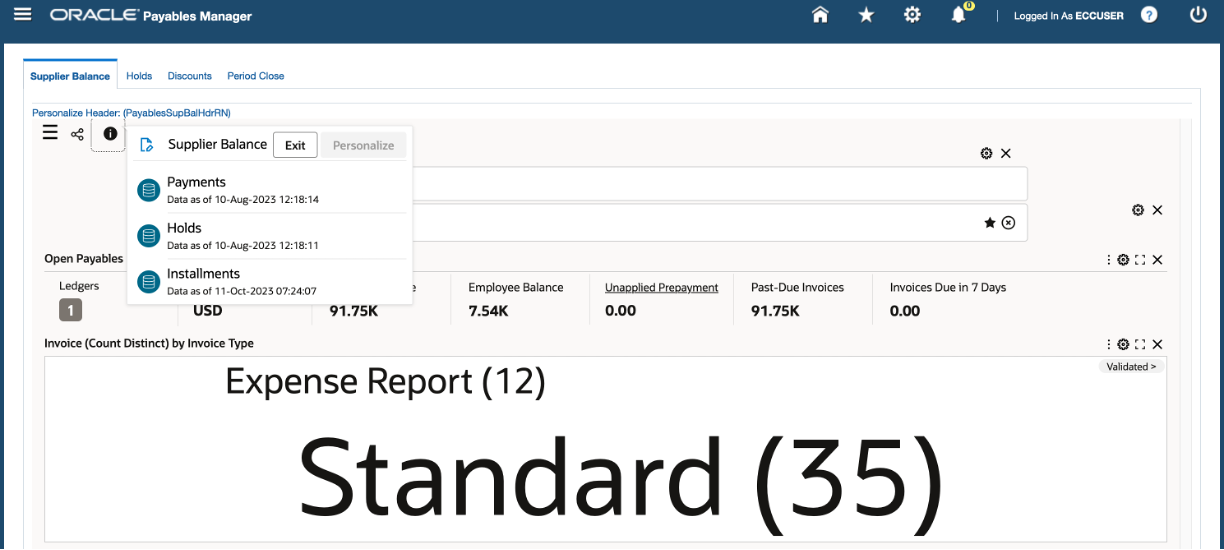 ORACLE® Payables Manager
0
Logged In As ECCUSER
?
Supplier Balance Holds Discounts Period Close
Personalize Header: (PayablesSupBalHdrRN)
Supplier Balance Exit Personalize
Payments
Data as of 10-Aug-2023 12:18:14
Holds
Data as of 10-Aug-2023 12:18:11
Installments
Data as of 11-Oct-2023 07:24:07
Open Payables
Ledgers e Employee Balance Unapplied Prepayment Past-Due Invoices Invoices Due in 7 Days
1 USD 91.75K 7.54K 0.00 91.75K 0.00
Invoice (Count Distinct) by Invoice Type
Validated >
Expense Report (12)
Standard (35)